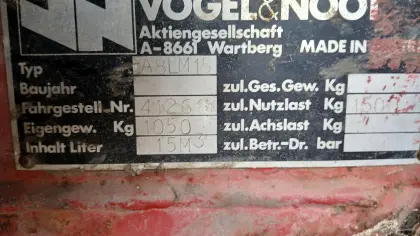 VOGEL&NOOT
Aktiengesellschaft
A-8661 Wartberg MADE IN
Typ
Baujahr zul.Ges.Gew. Kg
Fahrgestell Nr. zul.Nutzlast Kg
Eigengew. Kg 1050 zul.Achslast Kg
Inhalt Liter 15M3 zul.Betr.-Dr. bar